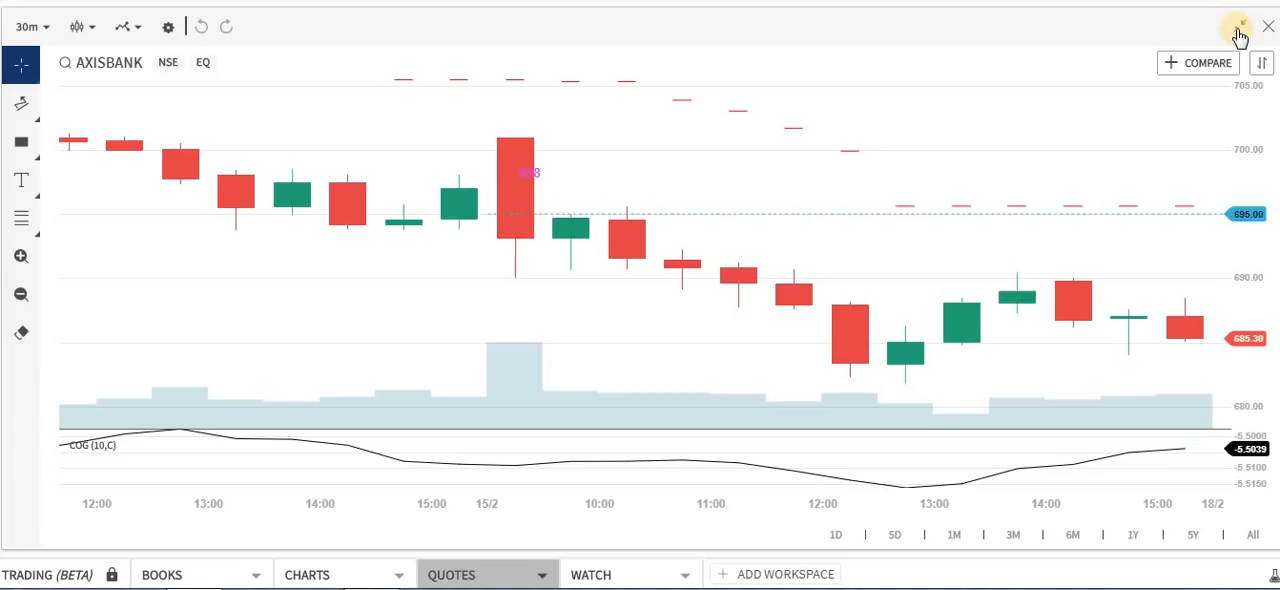 30m
AXISBANK NSE EQ
COMPARE
705.00
700.00
695.00
690.00
685.30
680.00
COG (10,C)
-5.5000
-5.5039
-5.5100
-5.5150
12:00 13:00 14:00 15:00 15/2 10:00 11:00 12:00 13:00 14:00 15:00 18/2
1D 5D 1M 3M 6M 1Y 5Y All
TRADING (BETA) BOOKS CHARTS QUOTES WATCH + ADD WORKSPACE